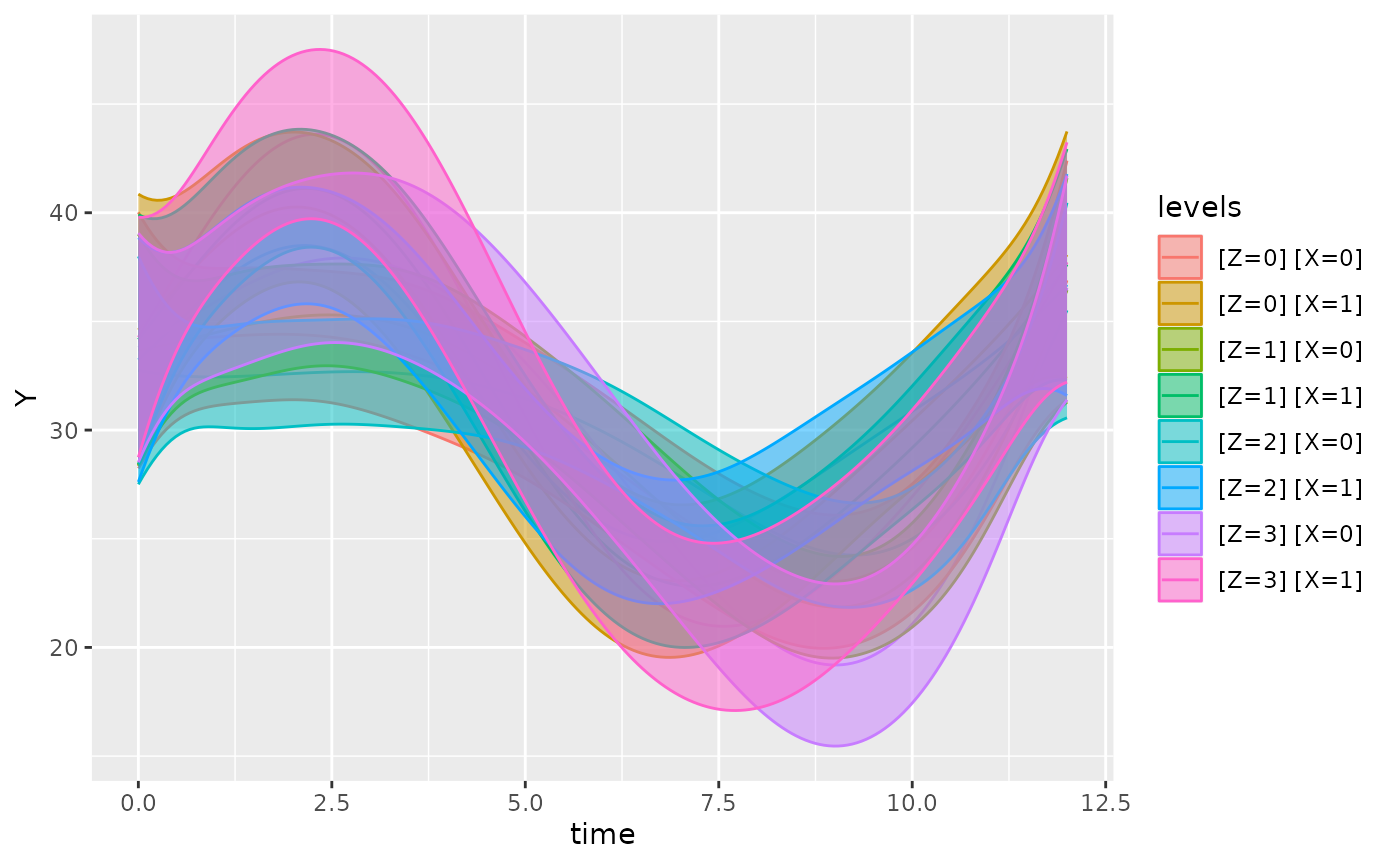 Y
40
30
20
0.0 2.5 5.0 7.5 10.0 12.5
time
levels
[Z=0] [X=0]
[Z=0] [X=1]
[Z=1] [X=0]
[Z=1] [X=1]
[Z=2] [X=0]
[Z=2] [X=1]
[Z=3] [X=0]
[Z=3] [X=1]